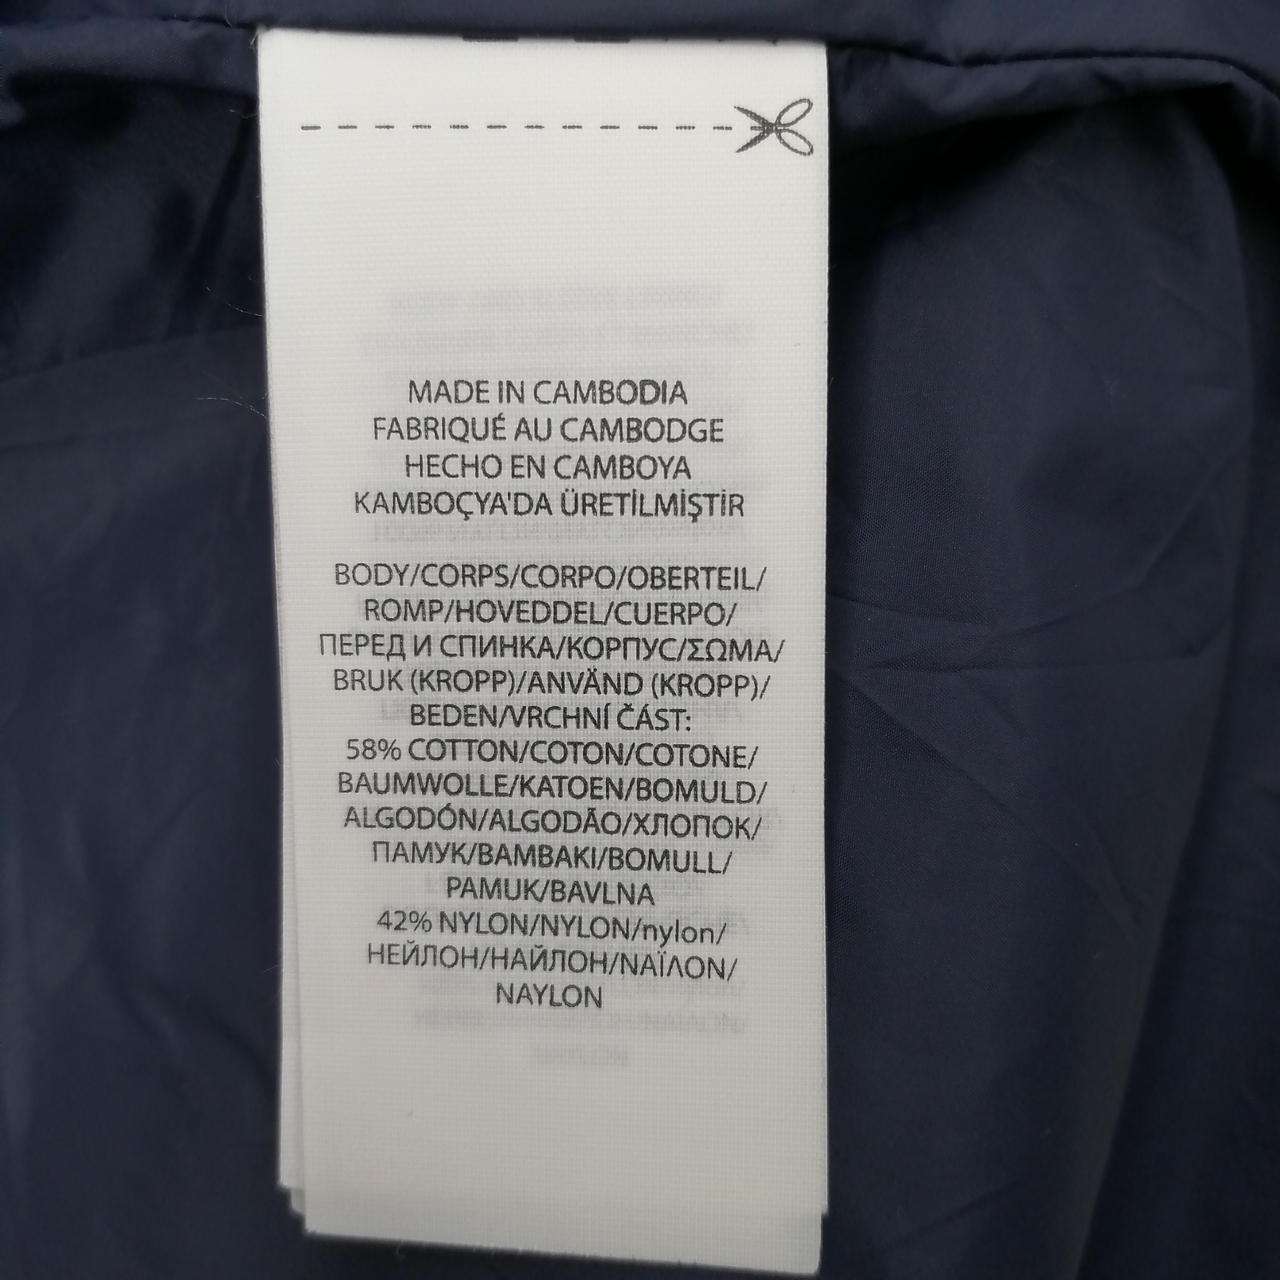 MADE IN CAMBODIA
FABRIQUÉ AU CAMBODGE
HECHO EN CAMBOYA
KAMBOÇYA'DA ÜRETİLMİŞTİR
BODY/CORPS/CORPO/OBERTEIL/
ROMP/HOVEDDEL/CUERPO/
ПЕРЕД И СПИНКА/КОРПУС/ΣΩΜΑ/
BRUK (KROPP)/ANVÄND (KROPP)/
BEDEN/VRCHNÍ ČÁST:
58% COTTON/COTON/COTONE/
BAUMWOLLE/KATOEN/BOMULD/
ALGODÓN/ALGODÃO/ХЛОПОК/
ПАМУК/ΒΑΜΒΑΚΙ/BOMULL/
PAMUK/BAVLNA
42% NYLON/NYLON/nylon/
НЕЙЛОН/НАЙЛОН/ΝΑΪΛΟΝ/
NAYLON